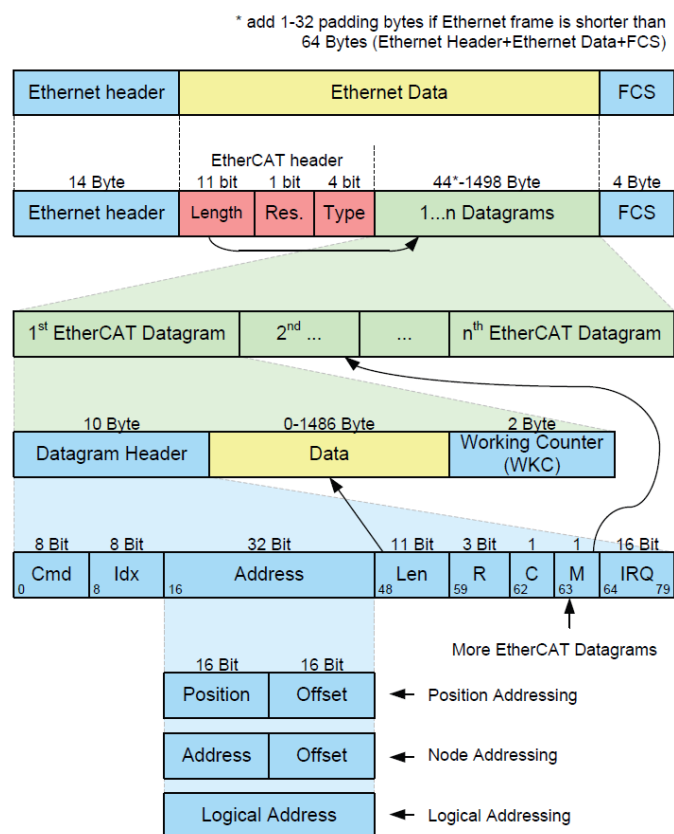 * add 1-32 padding bytes if Ethernet frame is shorter than
64 Bytes (Ethernet Header+Ethernet Data+FCS)
Ethernet header Ethernet Data FCS
EtherCAT header
14 Byte 11 bit 1 bit 4 bit 44*-1498 Byte 4 Byte
Ethernet header Length Res. Type 1...n Datagrams FCS
1st EtherCAT Datagram 2nd ... ... nth EtherCAT Datagram
10 Byte 0-1486 Byte 2 Byte
Datagram Header Data Working Counter
(WKC)
8 Bit 8 Bit 32 Bit 11 Bit 3 Bit 1 1 16 Bit
Cmd Idx Address Len R C M IRQ
0 8 16 48 59 62 63 64 79
More EtherCAT Datagrams
16 Bit 16 Bit
Position Offset Position Addressing
Address Offset Node Addressing
Logical Address Logical Addressing